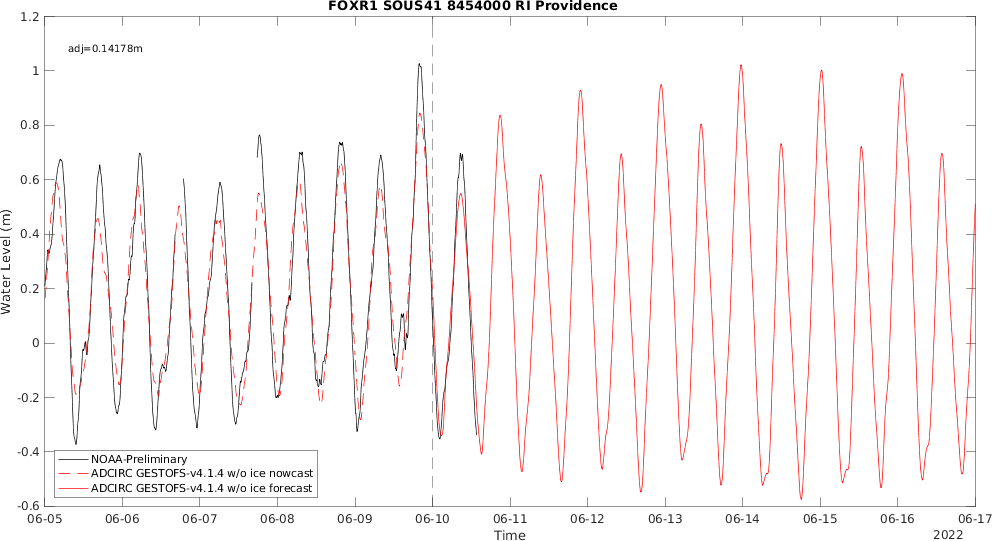 FOXR1 SOUS41 8454000 RI Providence
adj=0.14178m
Water Level (m)
1.2
1
0.8
0.6
0.4
0.2
0
-0.2
-0.4
-0.6
NOAA-Preliminary
ADCIRC GESTOFS-v4.1.4 w/o ice nowcast
ADCIRC GESTOFS-v4.1.4 w/o ice forecast
06-05 06-06 06-07 06-08 06-09 06-10 06-11 06-12 06-13 06-14 06-15 06-16 06-17
Time
2022